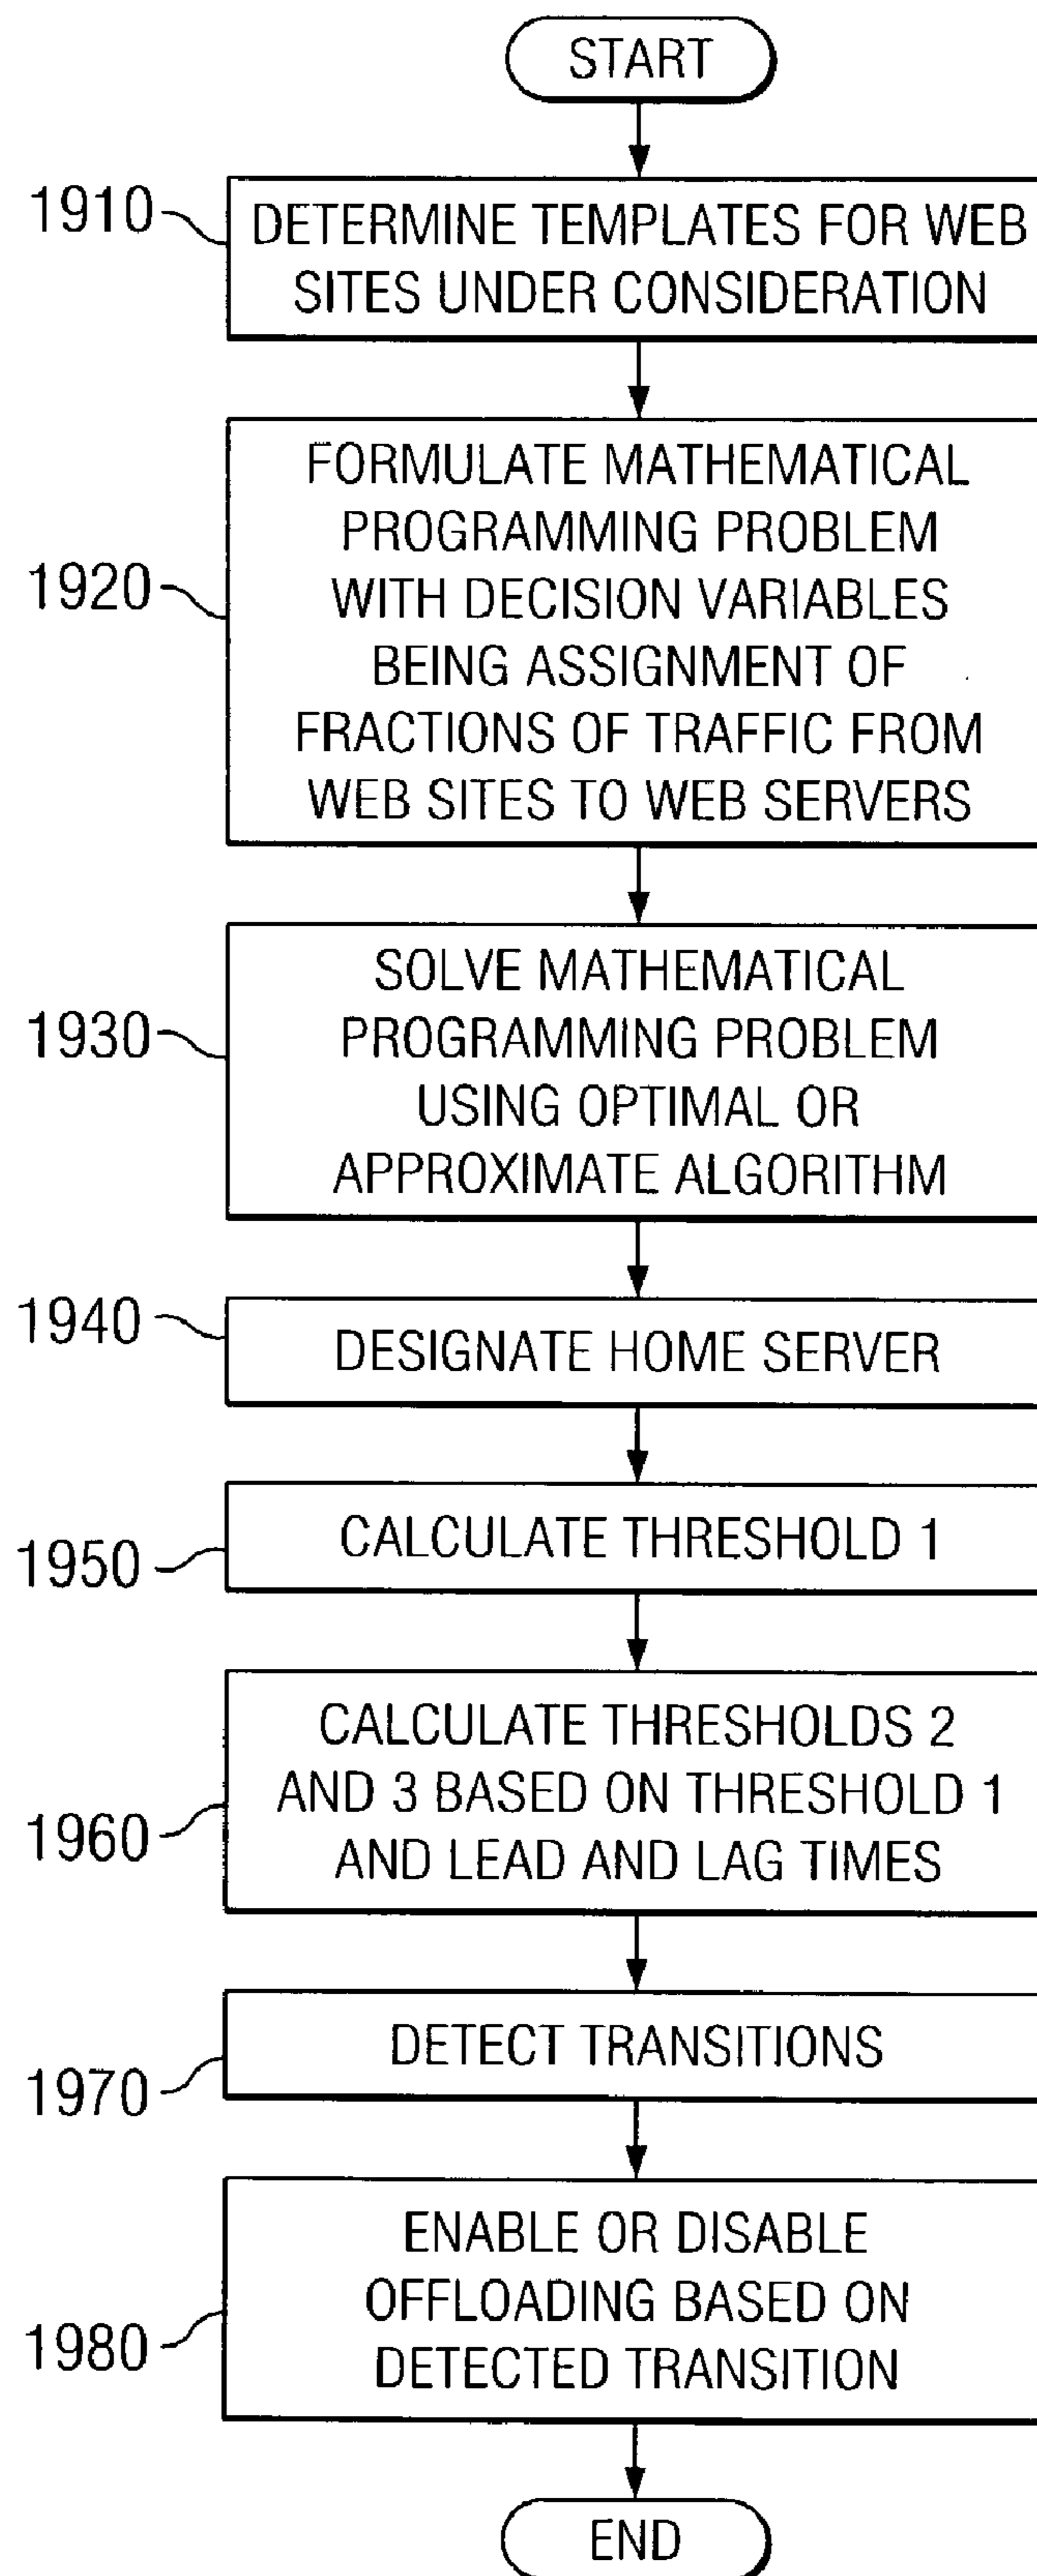 START
1910
DETERMINE TEMPLATES FOR WEB
SITES UNDER CONSIDERATION
1920
FORMULATE MATHEMATICAL
PROGRAMMING PROBLEM
WITH DECISION VARIABLES
BEING ASSIGNMENT OF
FRACTIONS OF TRAFFIC FROM
WEB SITES TO WEB SERVERS
1930
SOLVE MATHEMATICAL
PROGRAMMING PROBLEM
USING OPTIMAL OR
APPROXIMATE ALGORITHM
1940
DESIGNATE HOME SERVER
1950
CALCULATE THRESHOLD 1
1960
CALCULATE THRESHOLDS 2
AND 3 BASED ON THRESHOLD 1
AND LEAD AND LAG TIMES
1970
DETECT TRANSITIONS
1980
ENABLE OR DISABLE
OFFLOADING BASED ON
DETECTED TRANSITION
END